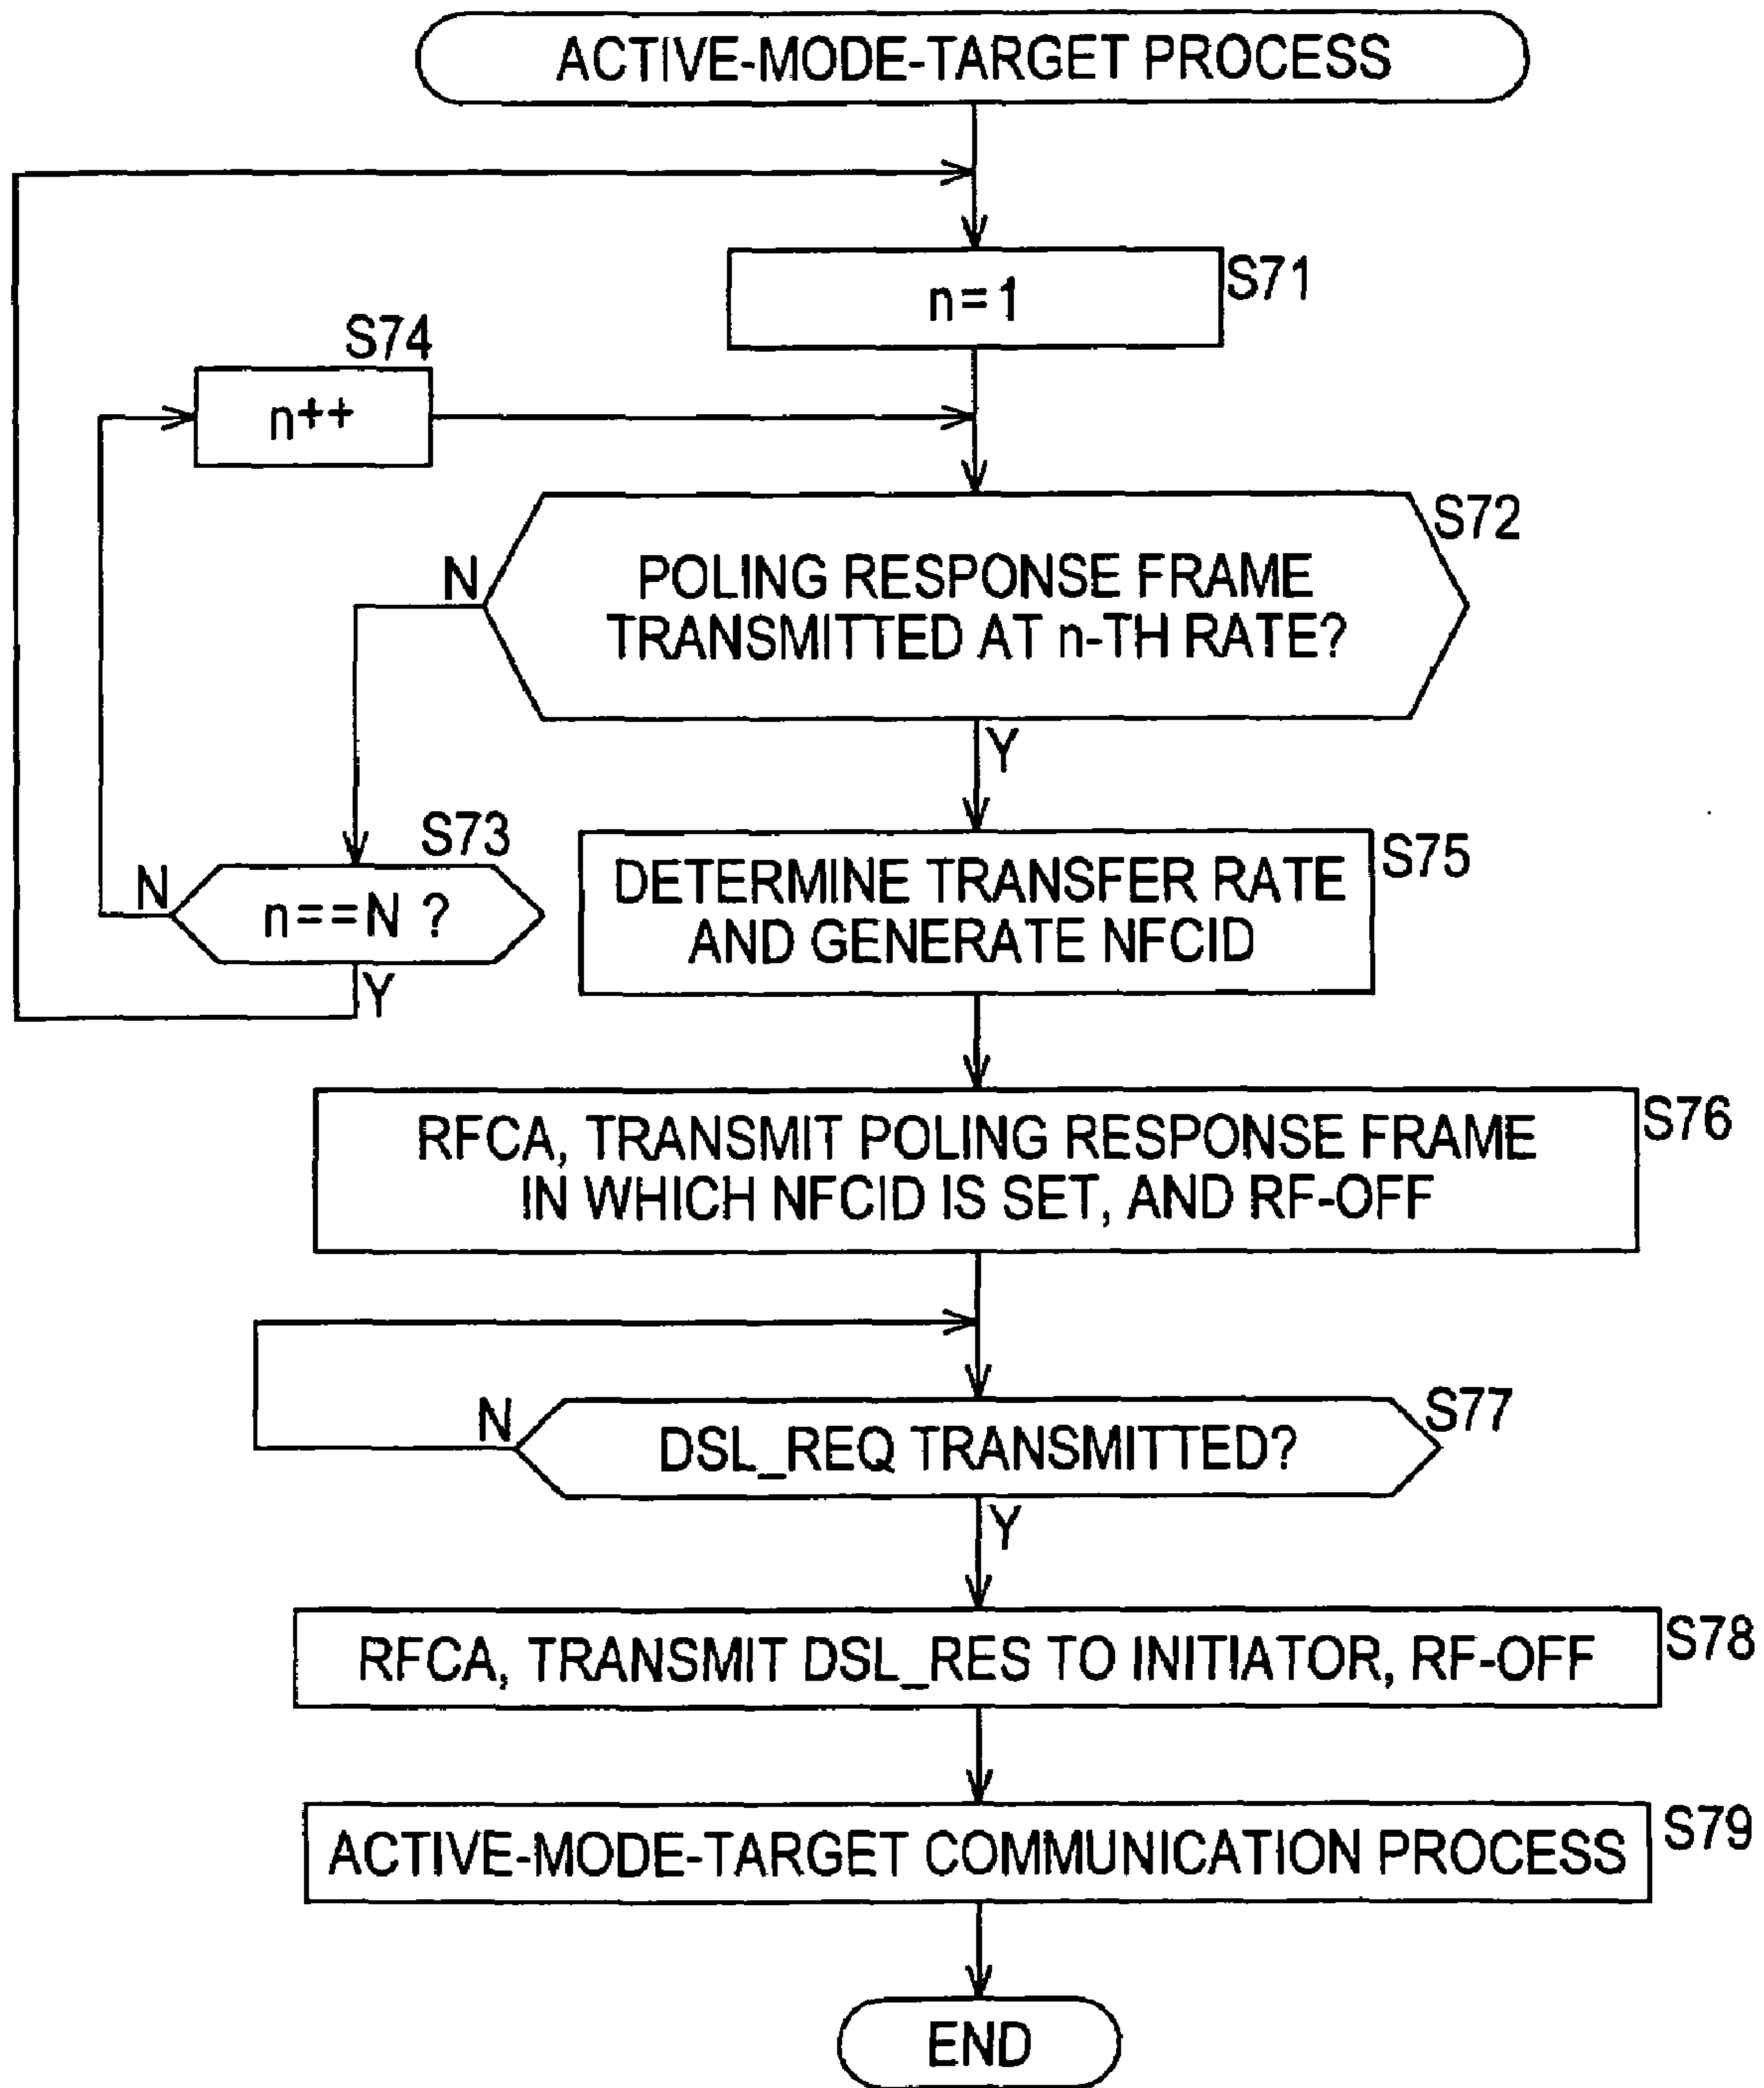 ACTIVE-MODE-TARGET PROCESS
S71
n=1
S74
n++
S72
N
POLING RESPONSE FRAME
TRANSMITTED AT n-TH RATE?
Y
S73
N
n==N ?
Y
S75
DETERMINE TRANSFER RATE
AND GENERATE NFCID
S76
RFCA, TRANSMIT POLING RESPONSE FRAME
IN WHICH NFCID IS SET, AND RF-OFF
S77
N
DSL_REQ TRANSMITTED?
Y
S78
RFCA, TRANSMIT DSL_RES TO INITIATOR, RF-OFF
S79
ACTIVE-MODE-TARGET COMMUNICATION PROCESS
END